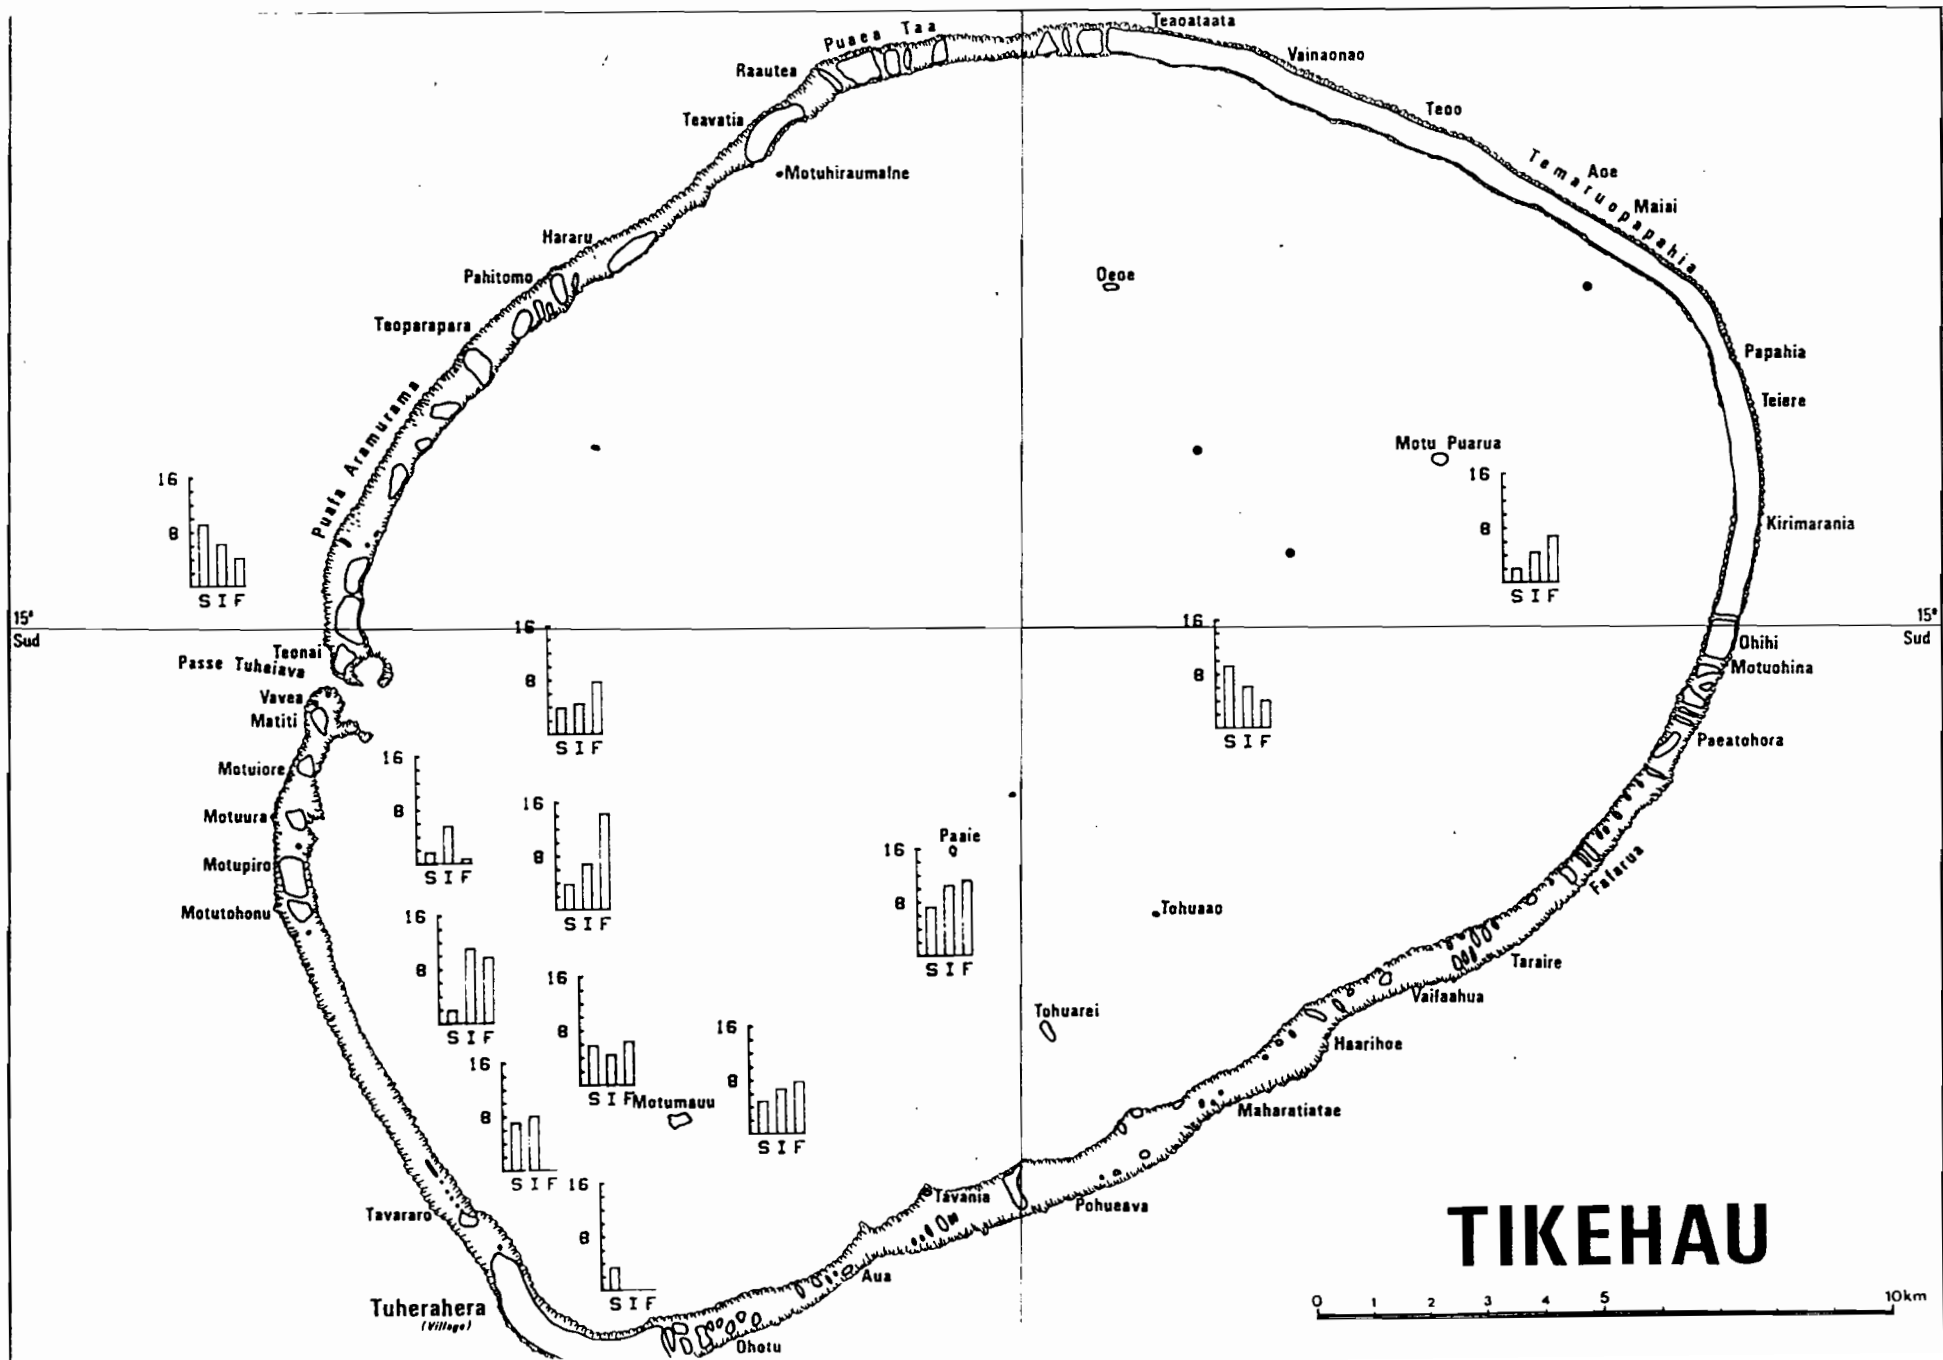 Teaoataata
Puaea Taa
Vainaonao
Raautea
Teoo
Teavatia
Temaruopapahia
Aoe
Motuhiraumaine
Maiai
Hararu
Pahitomo
Oeoe
Teoparapara
Papahia
Puafa Aramurama
Teiere
Motu Puarua
16
8
S I F
16
8
S I F
Kirimarania
15°
Sud
15°
Sud
Teonai
Passe Tuheiava
Vavea
Matiti
16
8
S I F
16
8
S I F
Ohihi
Motuohina
Paeatohora
Motuiore
Motuura
Motupiro
Motutohonu
16
8
S I F
16
8
S I F
Paaie
16
8
S I F
Fafarua
Tohuaao
16
8
S I F
Taraire
Vaifaahua
16
8
S I F
Tohuarei
Haarihoe
16
8
S I F
Motumauu
16
8
S I F
Maharatiatae
Tavararo
16
8
S I F
Tavania
Pohueava
TIKEHAU
Aua
Tuherahera
(Village)
Ohotu
0 1 2 3 4 5 10km